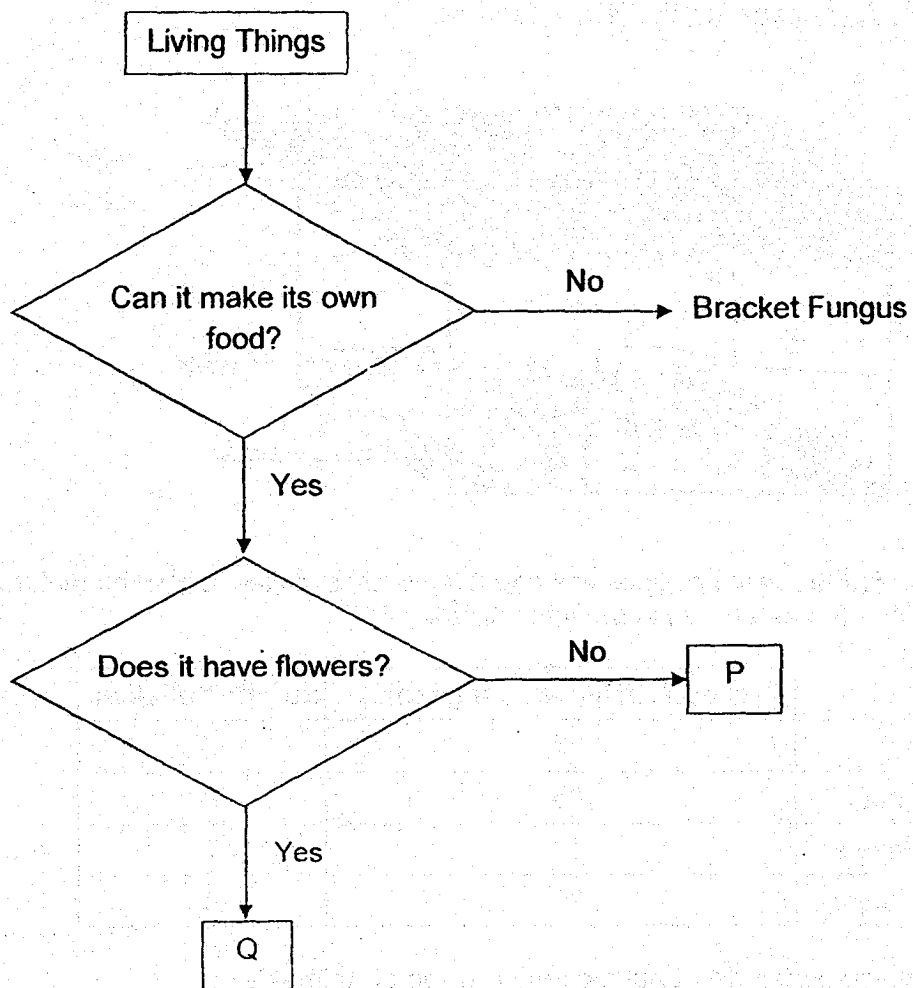 Living Things
Can it make its own
food?
No
Bracket Fungus
Yes
Does it have flowers?
No
P
Yes
Q